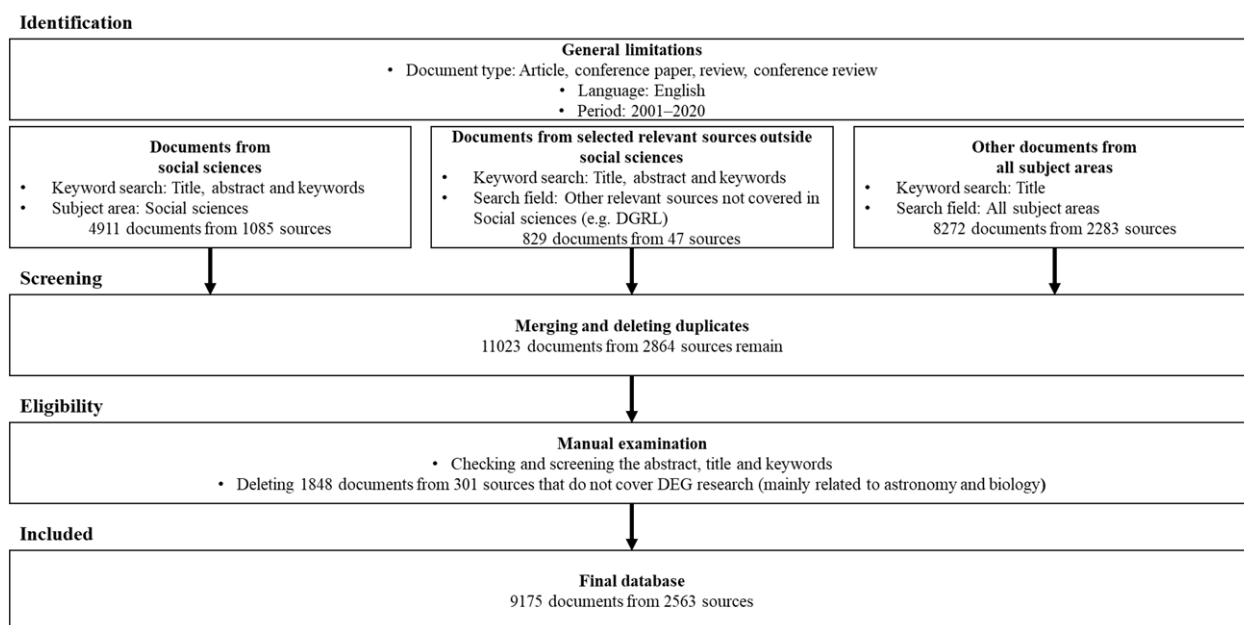 Identification
General limitations
• Document type: Article, conference paper, review, conference review
• Language: English
• Period: 2001–2020
Documents from
social sciences
• Keyword search: Title, abstract and keywords
• Subject area: Social sciences
4911 documents from 1085 sources
Documents from selected relevant sources outside
social sciences
• Keyword search: Title, abstract and keywords
• Search field: Other relevant sources not covered in
Social sciences (e.g. DGRL)
829 documents from 47 sources
Other documents from
all subject areas
• Keyword search: Title
• Search field: All subject areas
8272 documents from 2283 sources
Screening
Merging and deleting duplicates
11023 documents from 2864 sources remain
Eligibility
Manual examination
• Checking and screening the abstract, title and keywords
• Deleting 1848 documents from 301 sources that do not cover DEG research (mainly related to astronomy and biology)
Included
Final database
9175 documents from 2563 sources